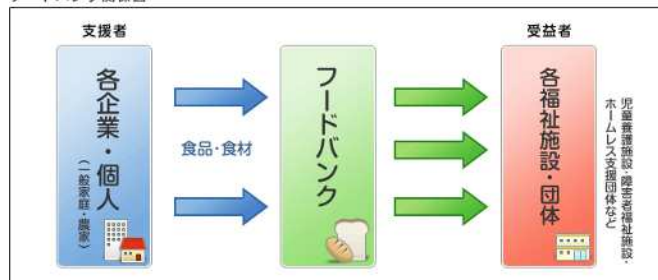 支援者
各企業・個人
（一般家庭・農家）
食品・食材
フードバンク
受益者
各福祉施設・団体
児童養護施設・障害者福祉施設・
ホームレス支援団体など